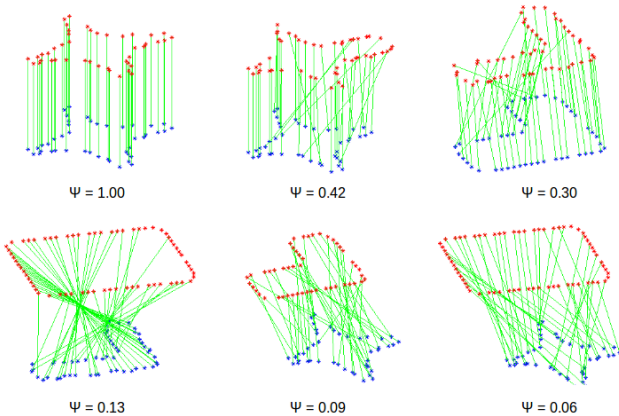 Ψ = 1.00
Ψ = 0.42
Ψ = 0.30
Ψ = 0.13
Ψ = 0.09
Ψ = 0.06